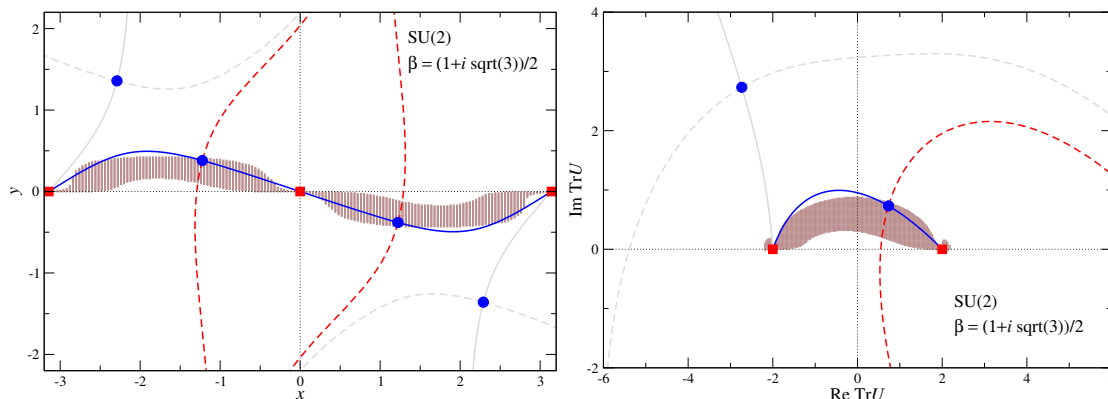 2
1
0
-1
-2
y
SU(2)
β = (1+i sqrt(3))/2
-3
-2
-1
0
1
2
3
x
4
2
0
-2
Im TrU
SU(2)
β = (1+i sqrt(3))/2
-6
-4
-2
0
2
4
Re TrU